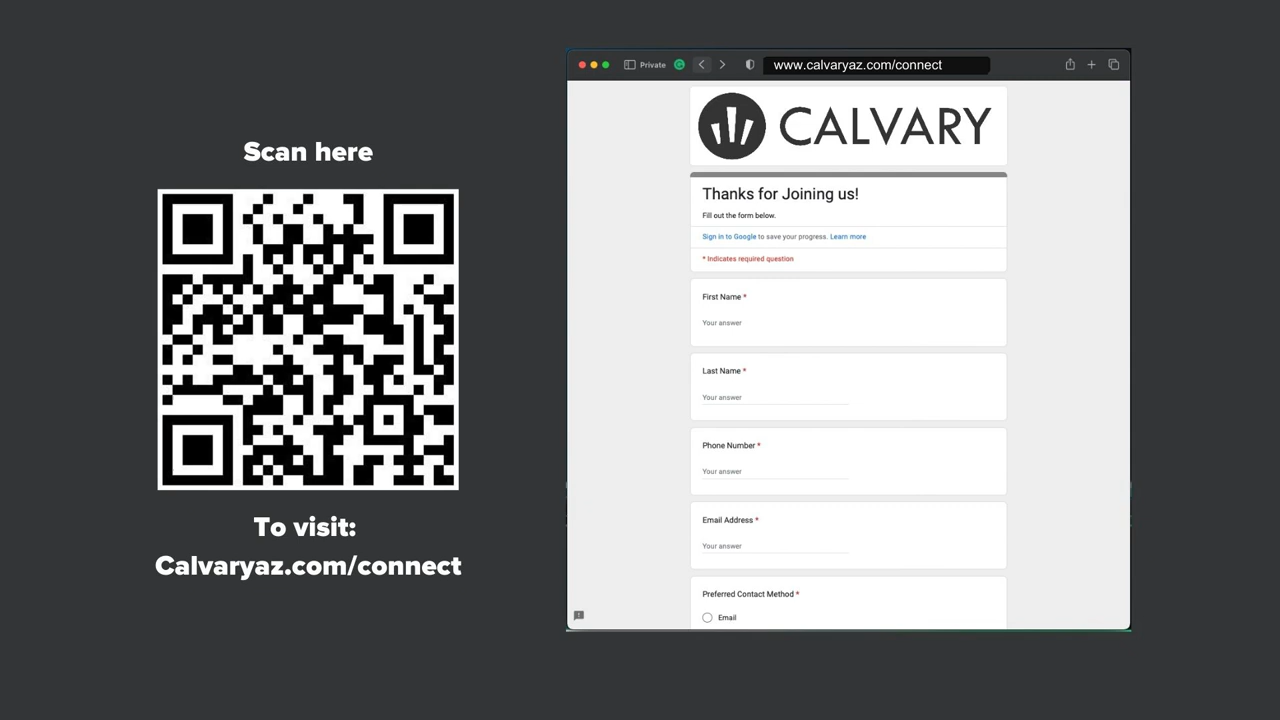 Scan here
To visit:
Calvaryaz.com/connect
Private
www.calvaryaz.com/connect
CALVARY
Thanks for Joining us!
Fill out the form below.
Sign in to Google to save your progress. Learn more
* Indicates required question
First Name *
Your answer
Last Name *
Your answer
Phone Number *
Your answer
Email Address *
Your answer
Preferred Contact Method *
Email